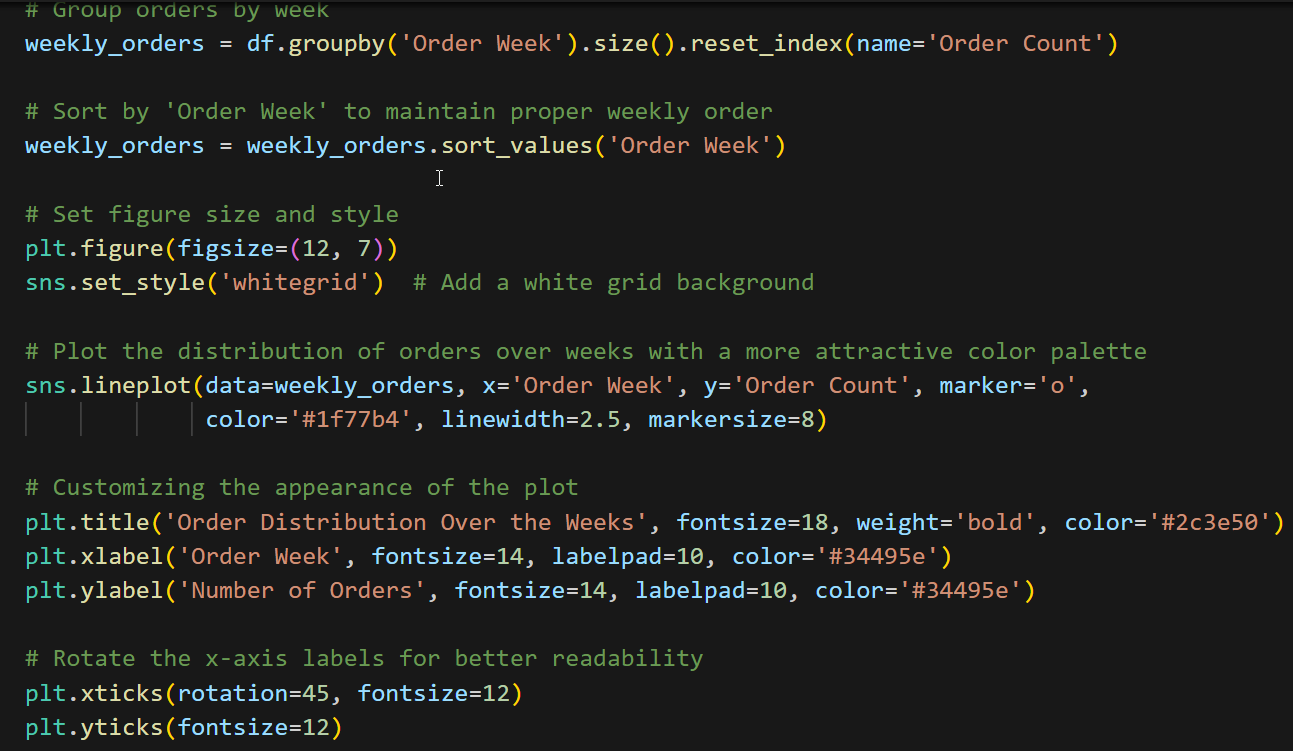 # Group orders by week
weekly_orders = df.groupby('Order Week').size().reset_index(name='Order Count')
# Sort by 'Order Week' to maintain proper weekly order
weekly_orders = weekly_orders.sort_values('Order Week')
# Set figure size and style
plt.figure(figsize=(12, 7))
sns.set_style('whitegrid')  # Add a white grid background
# Plot the distribution of orders over weeks with a more attractive color palette
sns.lineplot(data=weekly_orders, x='Order Week', y='Order Count', marker='o',
             color='#1f77b4', linewidth=2.5, markersize=8)
# Customizing the appearance of the plot
plt.title('Order Distribution Over the Weeks', fontsize=18, weight='bold', color='#2c3e50')
plt.xlabel('Order Week', fontsize=14, labelpad=10, color='#34495e')
plt.ylabel('Number of Orders', fontsize=14, labelpad=10, color='#34495e')
# Rotate the x-axis labels for better readability
plt.xticks(rotation=45, fontsize=12)
plt.yticks(fontsize=12)